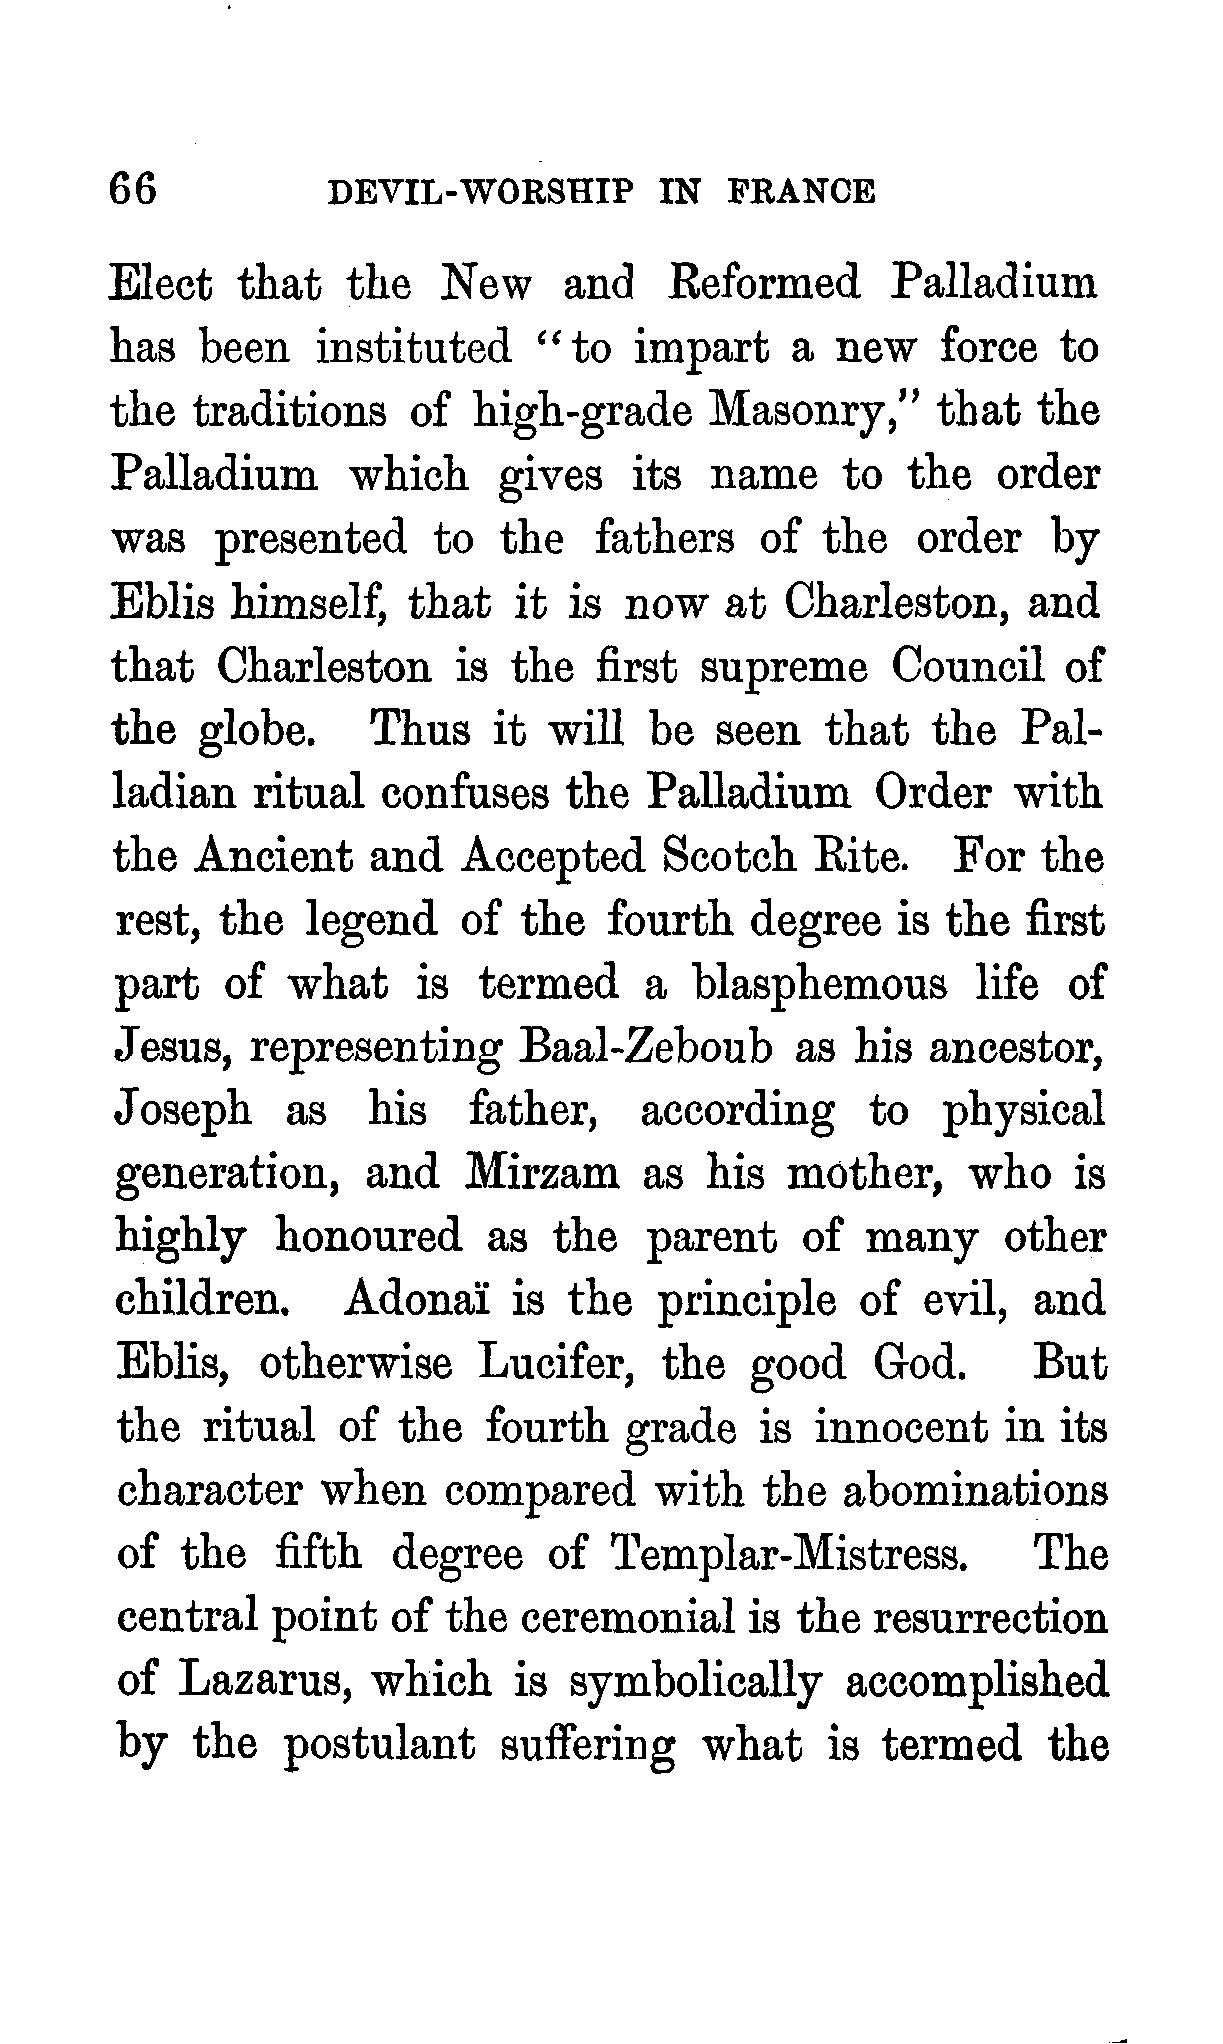 66 DEVIL-WORSHIP IN FRANCE
Elect that the New and Reformed Palladium
has been instituted “to impart a new force to
the traditions of high-grade Masonry,” that the
Palladium which gives its name to the order
was presented to the fathers of the order by
Eblis himself, that it is now at Charleston, and
that Charleston is the first supreme Council of
the globe. Thus it will be seen that the Pal-
ladian ritual confuses the Palladium Order with
the Ancient and Accepted Scotch Rite. For the
rest, the legend of the fourth degree is the first
part of what is termed a blasphemous life of
Jesus, representing Baal-Zeboub as his ancestor,
Joseph as his father, according to physical
generation, and Mirzam as his mother, who is
highly honoured as the parent of many other
children. Adonaï is the principle of evil, and
Eblis, otherwise Lucifer, the good God. But
the ritual of the fourth grade is innocent in its
character when compared with the abominations
of the fifth degree of Templar-Mistress. The
central point of the ceremonial is the resurrection
of Lazarus, which is symbolically accomplished
by the postulant suffering what is termed the